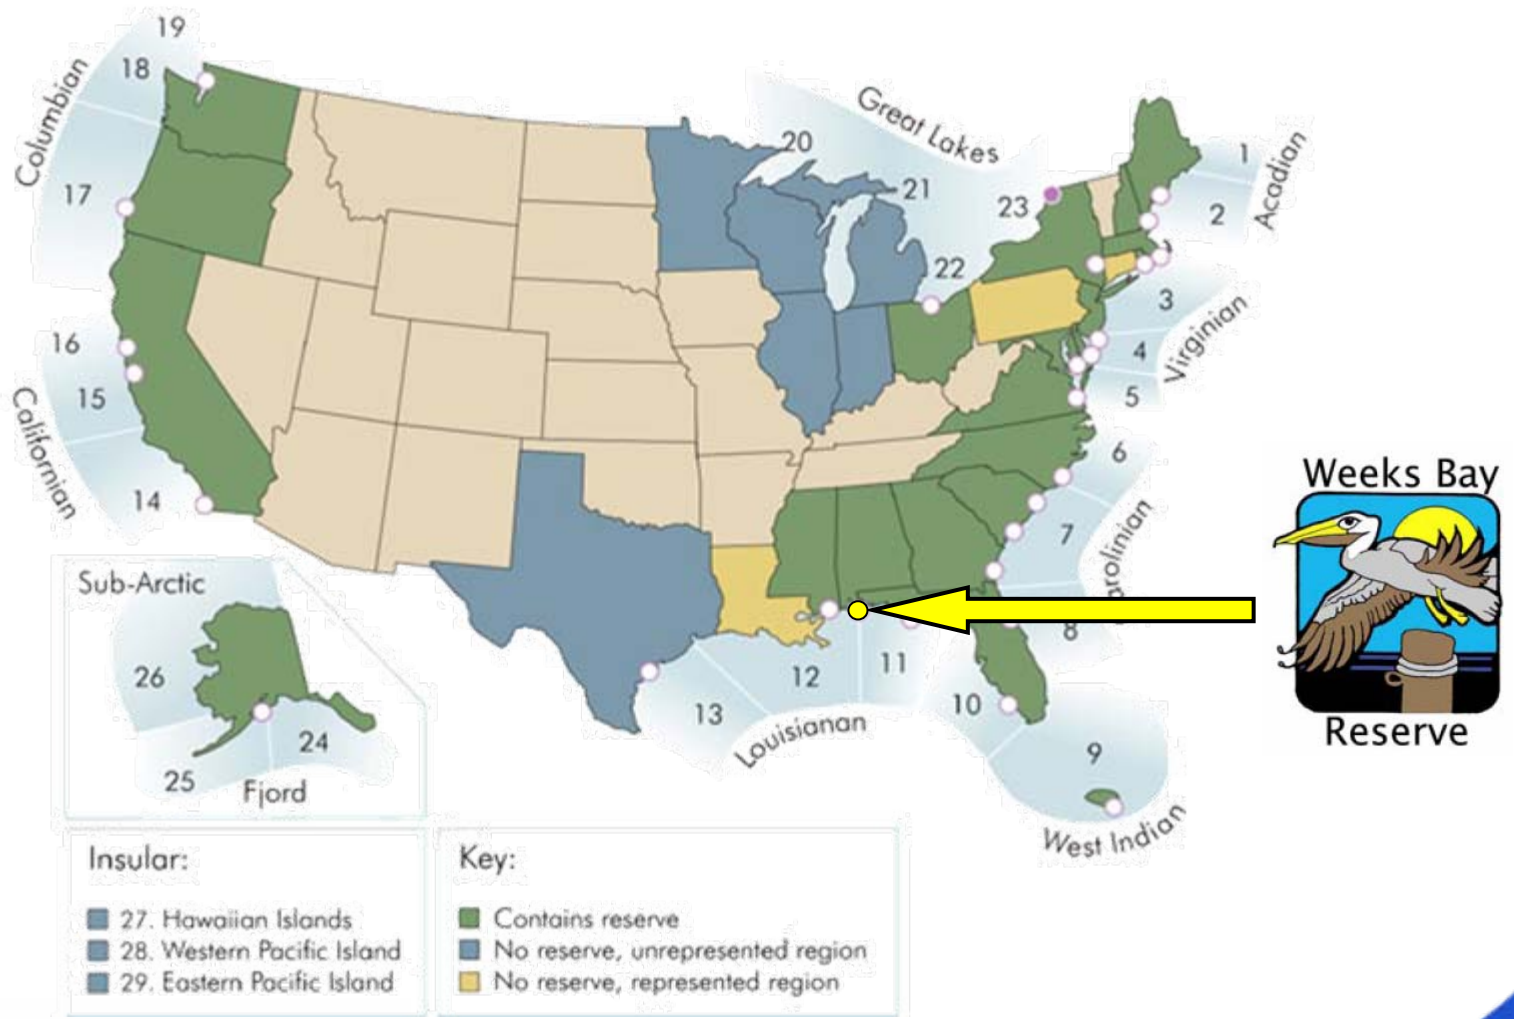 19
18
Columbian
17
16
15
Californian
14
Great Lakes
20
21
23
22
1
Acadian
2
3
Virginian
4
5
6
7
8
Weeks Bay
Reserve
Sub-Arctic
26
24
25
Fjord
13
12
11
Louisianan
10
9
West Indian
Insular:
27. Hawaiian Islands
28. Western Pacific Island
29. Eastern Pacific Island
Key:
Contains reserve
No reserve, unrepresented region
No reserve, represented region